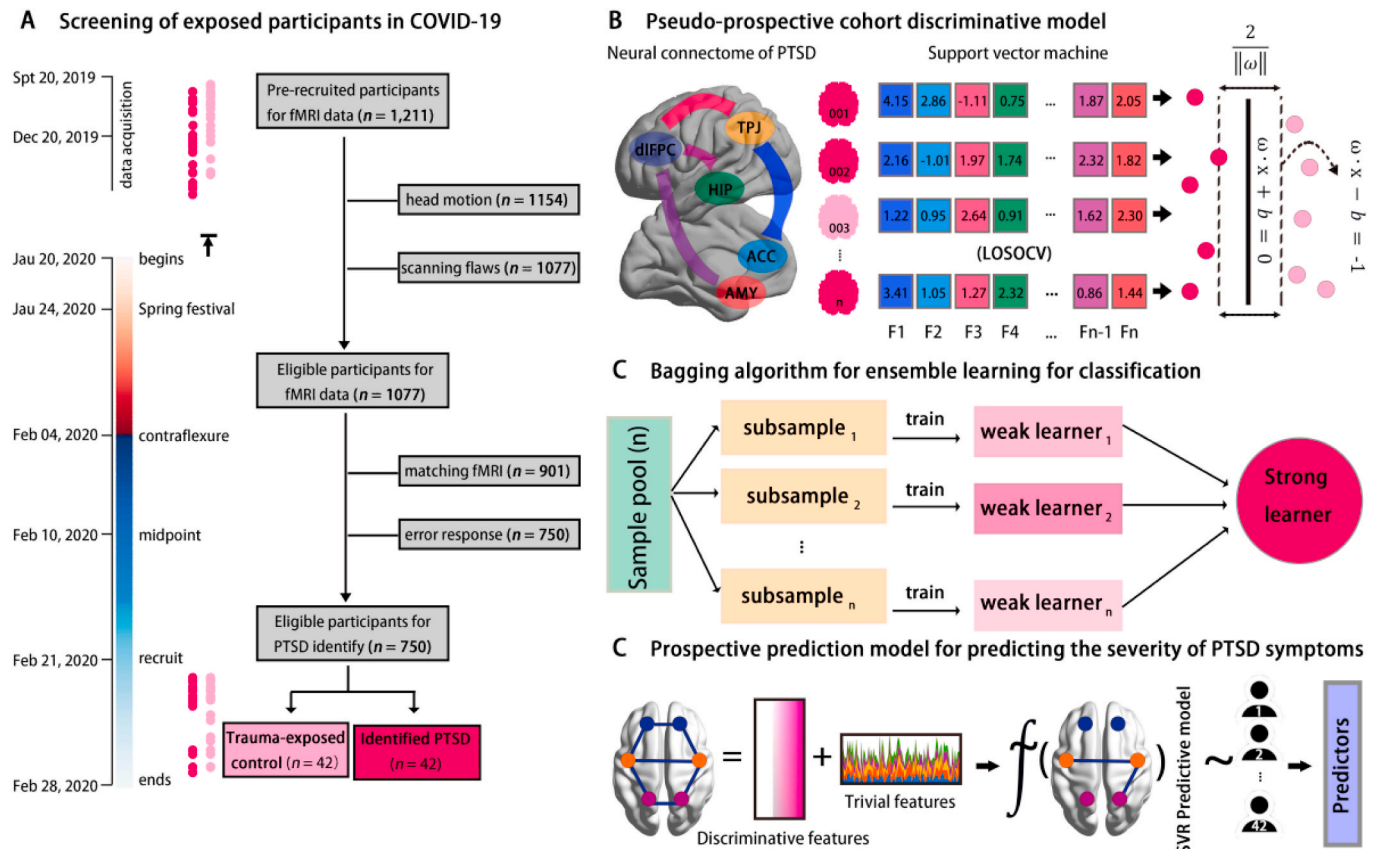 A Screening of exposed participants in COVID-19
Spt 20, 2019
Dec 20, 2019
data acquisition
Jau 20, 2020
Jau 24, 2020
Feb 04, 2020
Feb 10, 2020
Feb 21, 2020
Feb 28, 2020
begins
Spring festival
contraflexure
midpoint
recruit
ends
Pre-recruited participants
for fMRI data (n = 1,211)
head motion (n = 1154)
scanning flaws (n = 1077)
Eligible participants for
fMRI data (n = 1077)
matching fMRI (n = 901)
error response (n = 750)
Eligible participants for
PTSD identify (n = 750)
Trauma-exposed
control (n = 42)
Identified PTSD
(n = 42)
B Pseudo-prospective cohort discriminative model
Neural connectome of PTSD
Support vector machine
TPJ
dlFPC
HIP
ACC
AMY
001 4.15 2.86 -1.11 0.75 ... 1.87 2.05
002 2.16 -1.01 1.97 1.74 ... 2.32 1.82
003 1.22 0.95 2.64 0.91 ... 1.62 2.30
(LOSOCV)
n 3.41 1.05 1.27 2.32 ... 0.86 1.44
F1 F2 F3 F4 ... Fn-1 Fn
2
‖ω‖
ω · x + b = 0
ω · x − b = -1
C Bagging algorithm for ensemble learning for classification
Sample pool (n)
subsample 1 train weak learner 1
subsample 2 train weak learner 2
...
subsample n train weak learner n
Strong
learner
C Prospective prediction model for predicting the severity of PTSD symptoms
= + f ( ) ~
Discriminative features
Trivial features
SVR Predictive model
1
2
...
42
Predictors